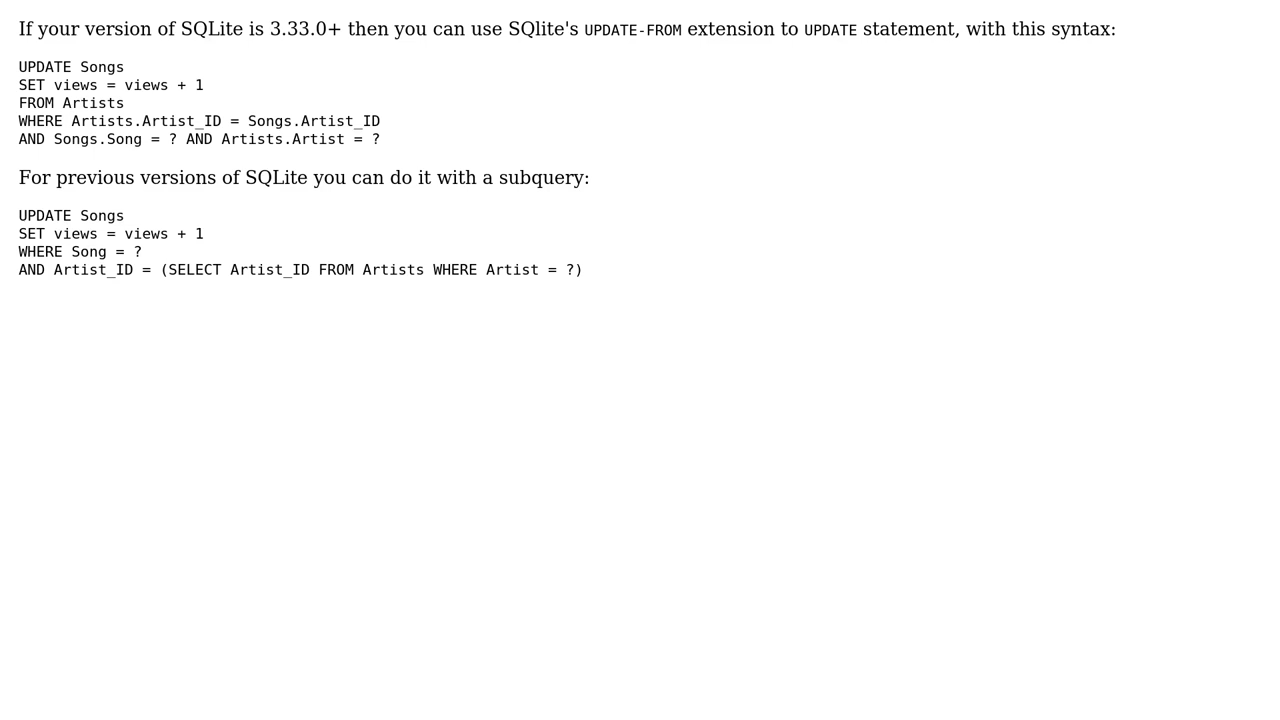 If your version of SQLite is 3.33.0+ then you can use SQlite's UPDATE-FROM extension to UPDATE statement, with this syntax:
UPDATE Songs
SET views = views + 1
FROM Artists
WHERE Artists.Artist_ID = Songs.Artist_ID
AND Songs.Song = ? AND Artists.Artist = ?
For previous versions of SQLite you can do it with a subquery:
UPDATE Songs
SET views = views + 1
WHERE Song = ?
AND Artist_ID = (SELECT Artist_ID FROM Artists WHERE Artist = ?)